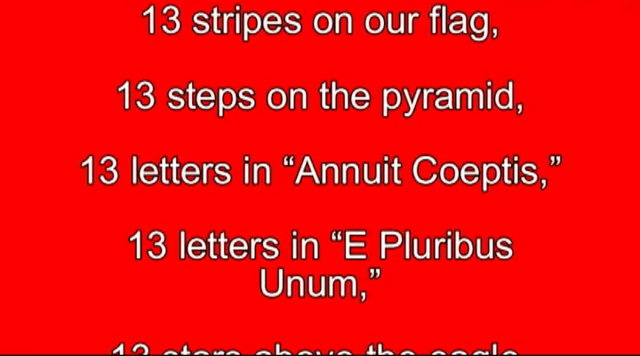 13 stripes on our flag,
13 steps on the pyramid,
13 letters in “Annuit Coeptis,”
13 letters in “E Pluribus
Unum,”
13 stars above the eagle